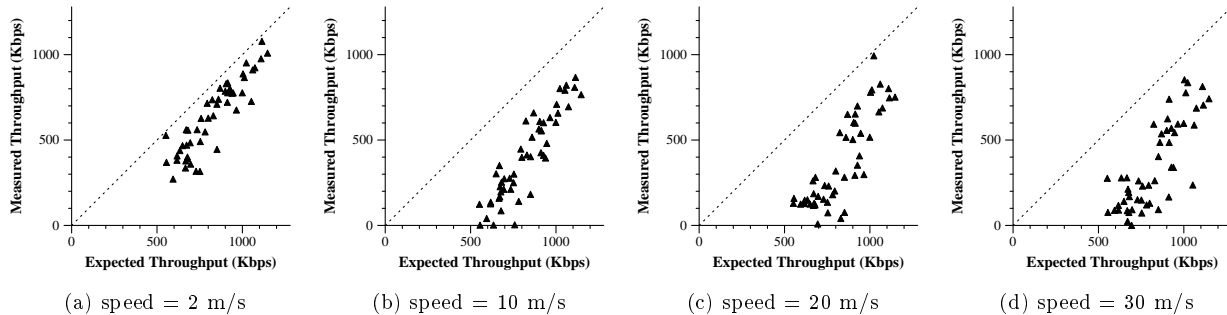 Measured Throughput (Kbps)
1000
500
0
0
500
1000
Expected Throughput (Kbps)
(a) speed = 2 m/s
Measured Throughput (Kbps)
1000
500
0
0
500
1000
Expected Throughput (Kbps)
(b) speed = 10 m/s
Measured Throughput (Kbps)
1000
500
0
0
500
1000
Expected Throughput (Kbps)
(c) speed = 20 m/s
Measured Throughput (Kbps)
1000
500
0
0
500
1000
Expected Throughput (Kbps)
(d) speed = 30 m/s